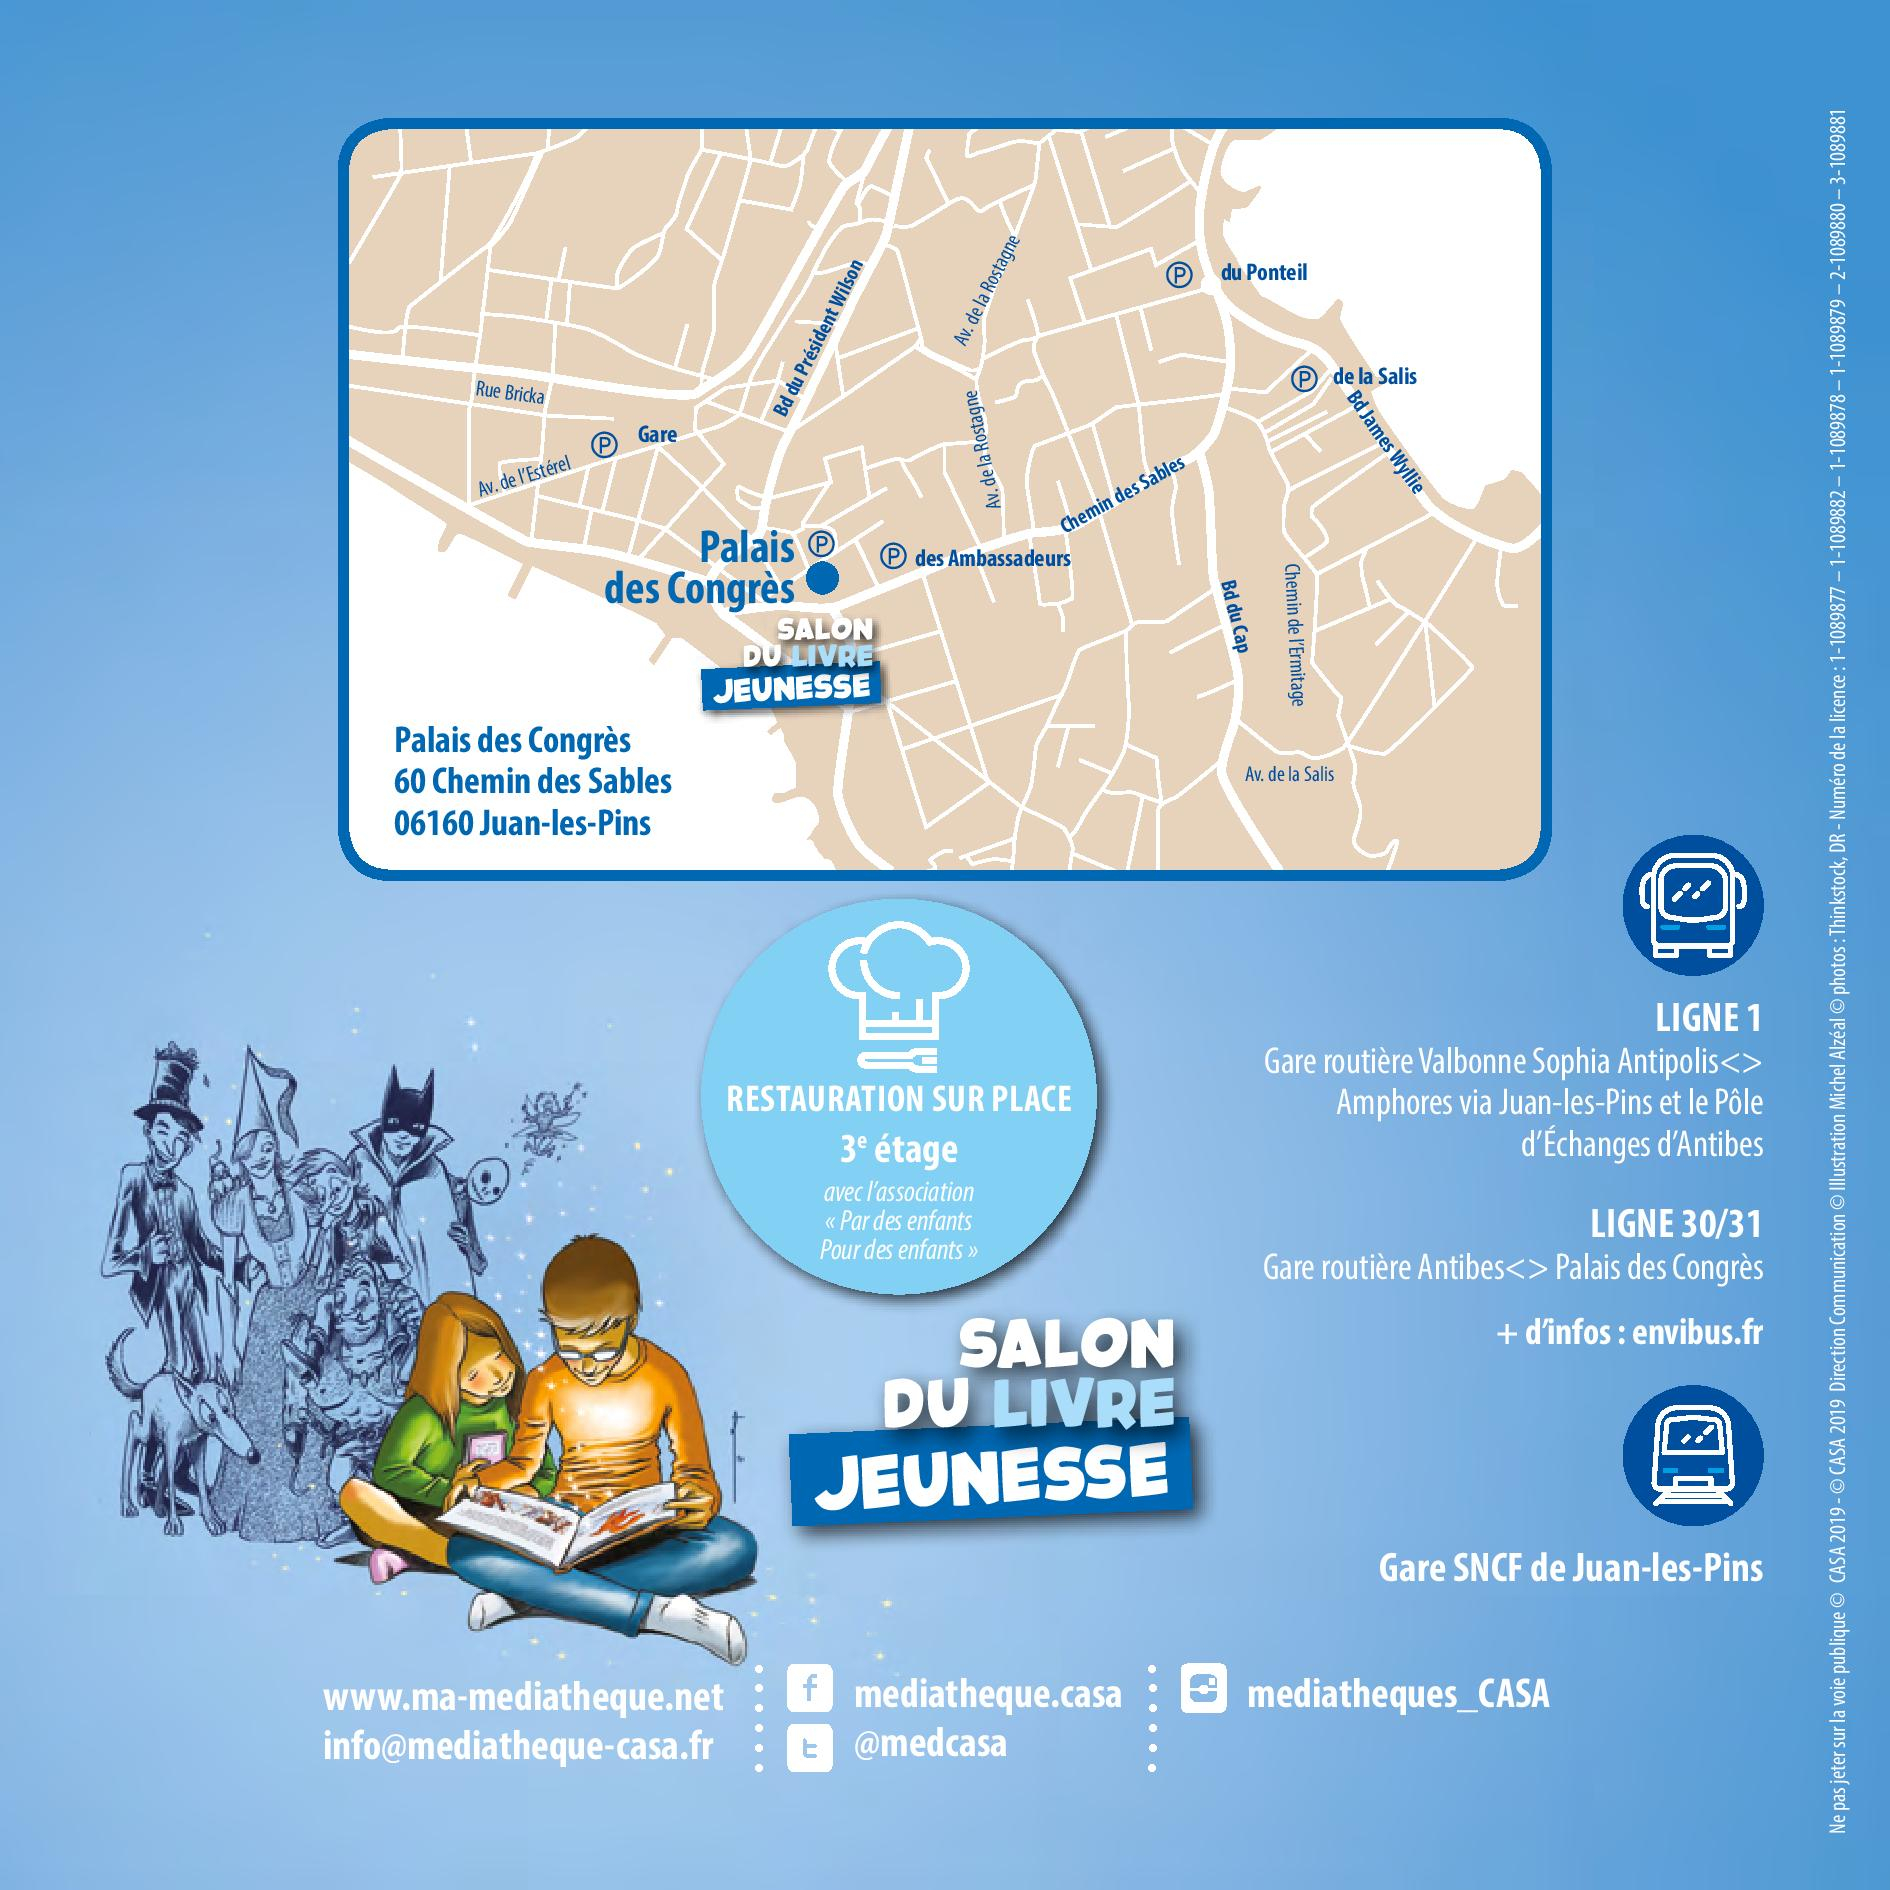 Bd du Président Wilson
Av. de la Rostagne
P du Ponteil
Rue Bricka
P de la Salis
Bd James Wyllie
P Gare
Av. de l'Estérel
Av. de la Rostagne
Chemin des Sables
Palais P
des Congrès
P des Ambassadeurs
Bd du Cap
Chemin de l'Ermitage
SALON
DU LIVRE
JEUNESSE
Av. de la Salis
Palais des Congrès
60 Chemin des Sables
06160 Juan-les-Pins
RESTAURATION SUR PLACE
3e étage
avec l'association
« Par des enfants
Pour des enfants »
LIGNE 1
Gare routière Valbonne Sophia Antipolis<>
Amphores via Juan-les-Pins et le Pôle
d'Échanges d'Antibes
LIGNE 30/31
Gare routière Antibes<> Palais des Congrès
+ d'infos : envibus.fr
SALON
DU LIVRE
JEUNESSE
Gare SNCF de Juan-les-Pins
www.ma-mediatheque.net
info@mediatheque-casa.fr
f mediatheque.casa
t @medcasa
mediatheques_CASA
Ne pas jeter sur la voie publique © CASA 2019 - © CASA 2019 Direction Communication © Illustration Michel Alzéal © photos : Thinkstock, DR - Numéro de la licence : 1-1089877 – 1-1089882 – 1-1089878 – 1-1089879 – 2-1089880 – 3-1089881